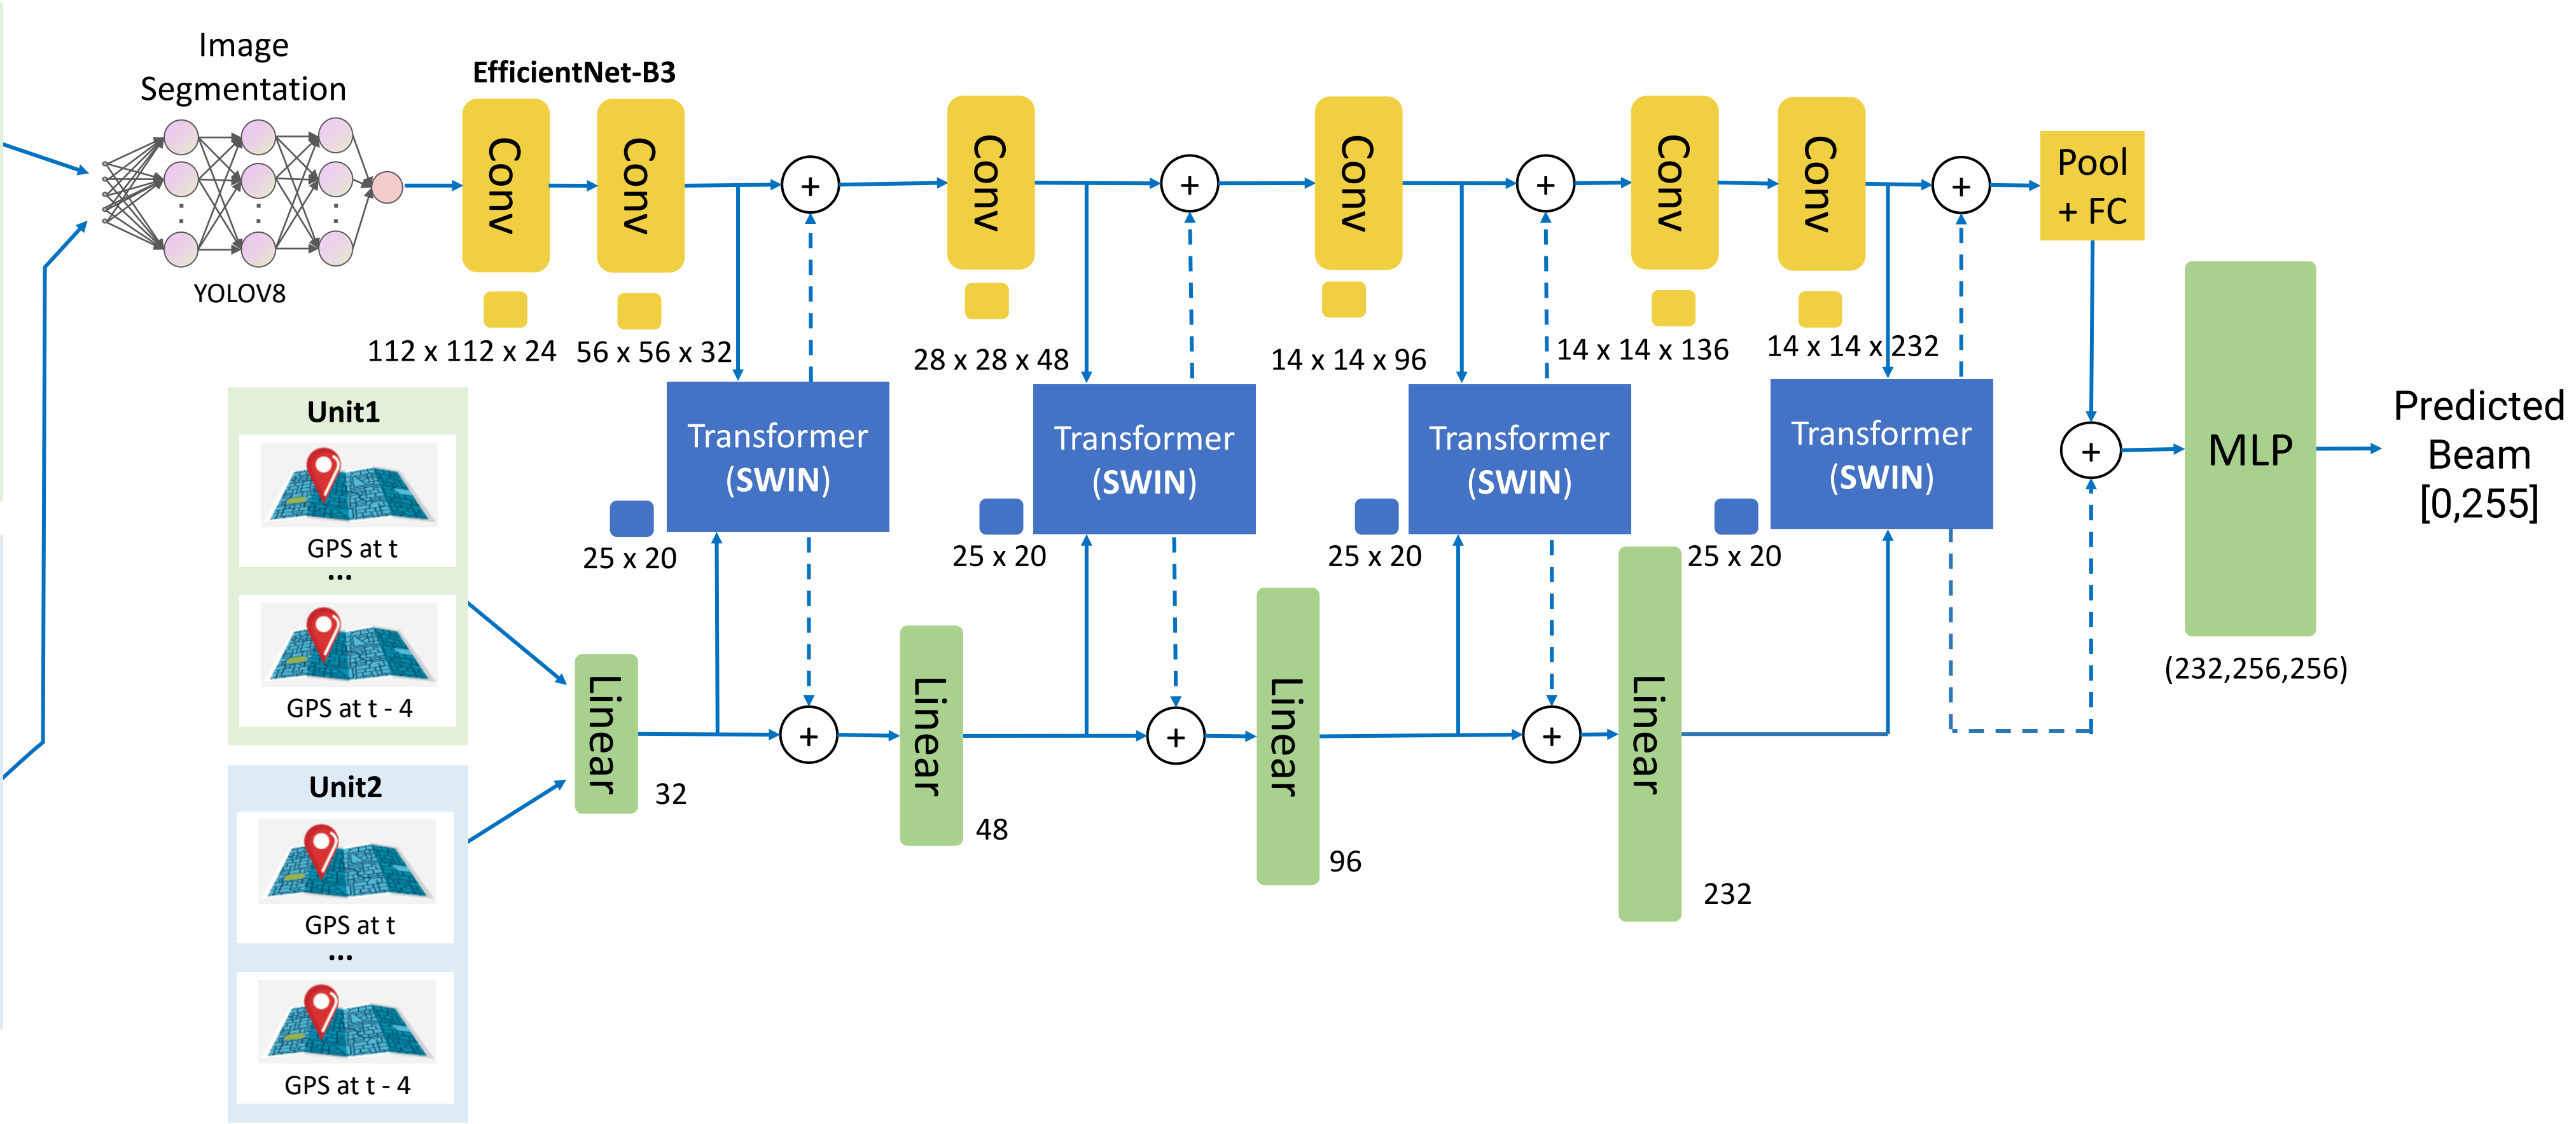 Image
Segmentation
YOLOV8
EfficientNet-B3
Conv
Conv
Conv
Conv
Conv
Conv
+
+
+
+
Pool
+ FC
112 x 112 x 24
56 x 56 x 32
28 x 28 x 48
14 x 14 x 96
14 x 14 x 136
14 x 14 x 232
Transformer
(SWIN)
Transformer
(SWIN)
Transformer
(SWIN)
Transformer
(SWIN)
25 x 20
25 x 20
25 x 20
25 x 20
+
MLP
(232,256,256)
Predicted
Beam
[0,255]
Unit1
GPS at t
...
GPS at t - 4
Unit2
GPS at t
...
GPS at t - 4
Linear
32
+
Linear
48
+
Linear
96
+
Linear
232